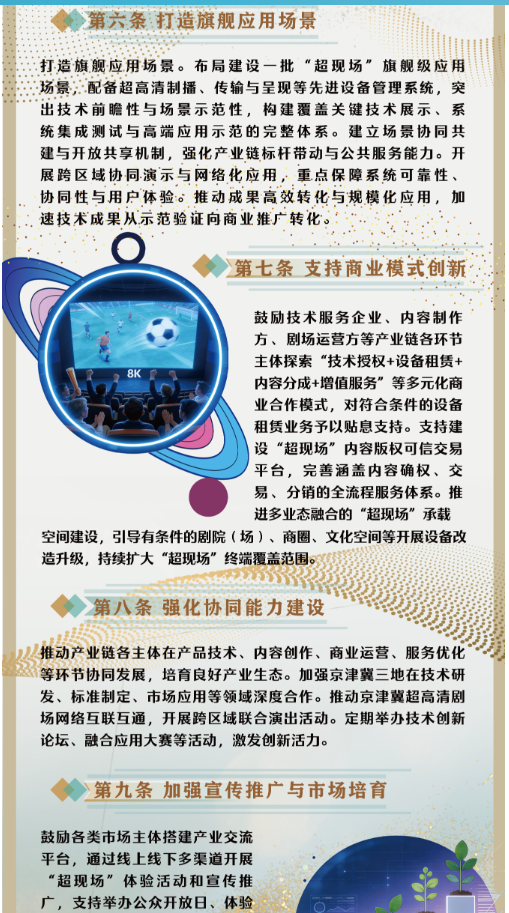 第六条 打造旗舰应用场景
打造旗舰应用场景。布局建设一批“超现场”旗舰级应用
场景，配备超高清制播、传输与呈现等先进设备管理系统，突
出技术前瞻性与场景示范性，构建覆盖关键技术展示、系
统集成测试与高端应用示范的完整体系。建立场景协同共
建与开放共享机制，强化产业链标杆带动与公共服务能力。开
展跨区域协同演示与网络化应用，重点保障系统可靠性、
协同性与用户体验。推动成果高效转化与规模化应用，加
速技术成果从示范验证向商业推广转化。
第七条 支持商业模式创新
8K
鼓励技术服务企业、内容制作
方、剧场运营方等产业链各环节
主体探索“技术授权+设备租赁+
内容分成+增值服务”等多元化商
业合作模式，对符合条件的设备
租赁业务予以贴息支持。支持建
设“超现场”内容版权可信交易
平台，完善涵盖内容确权、交
易、分销的全流程服务体系。推
进多业态融合的“超现场”承载
空间建设，引导有条件的剧院（场）、商圈、文化空间等开展设备改
造升级，持续扩大“超现场”终端覆盖范围。
第八条 强化协同能力建设
推动产业链各主体在产品技术、内容创作、商业运营、服务优化
等环节协同发展，培育良好产业生态。加强京津冀三地在技术研
发、标准制定、市场应用等领域深度合作。推动京津冀超高清剧
场网络互联互通，开展跨区域联合演出活动。定期举办技术创新
论坛、融合应用大赛等活动，激发创新活力。
第九条 加强宣传推广与市场培育
鼓励各类市场主体搭建产业交流
平台，通过线上线下多渠道开展
“超现场”体验活动和宣传推
广，支持举办公众开放日、体验